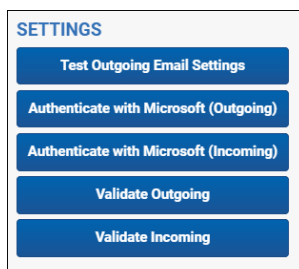 SETTINGS
Test Outgoing Email Settings
Authenticate with Microsoft (Outgoing)
Authenticate with Microsoft (Incoming)
Validate Outgoing
Validate Incoming